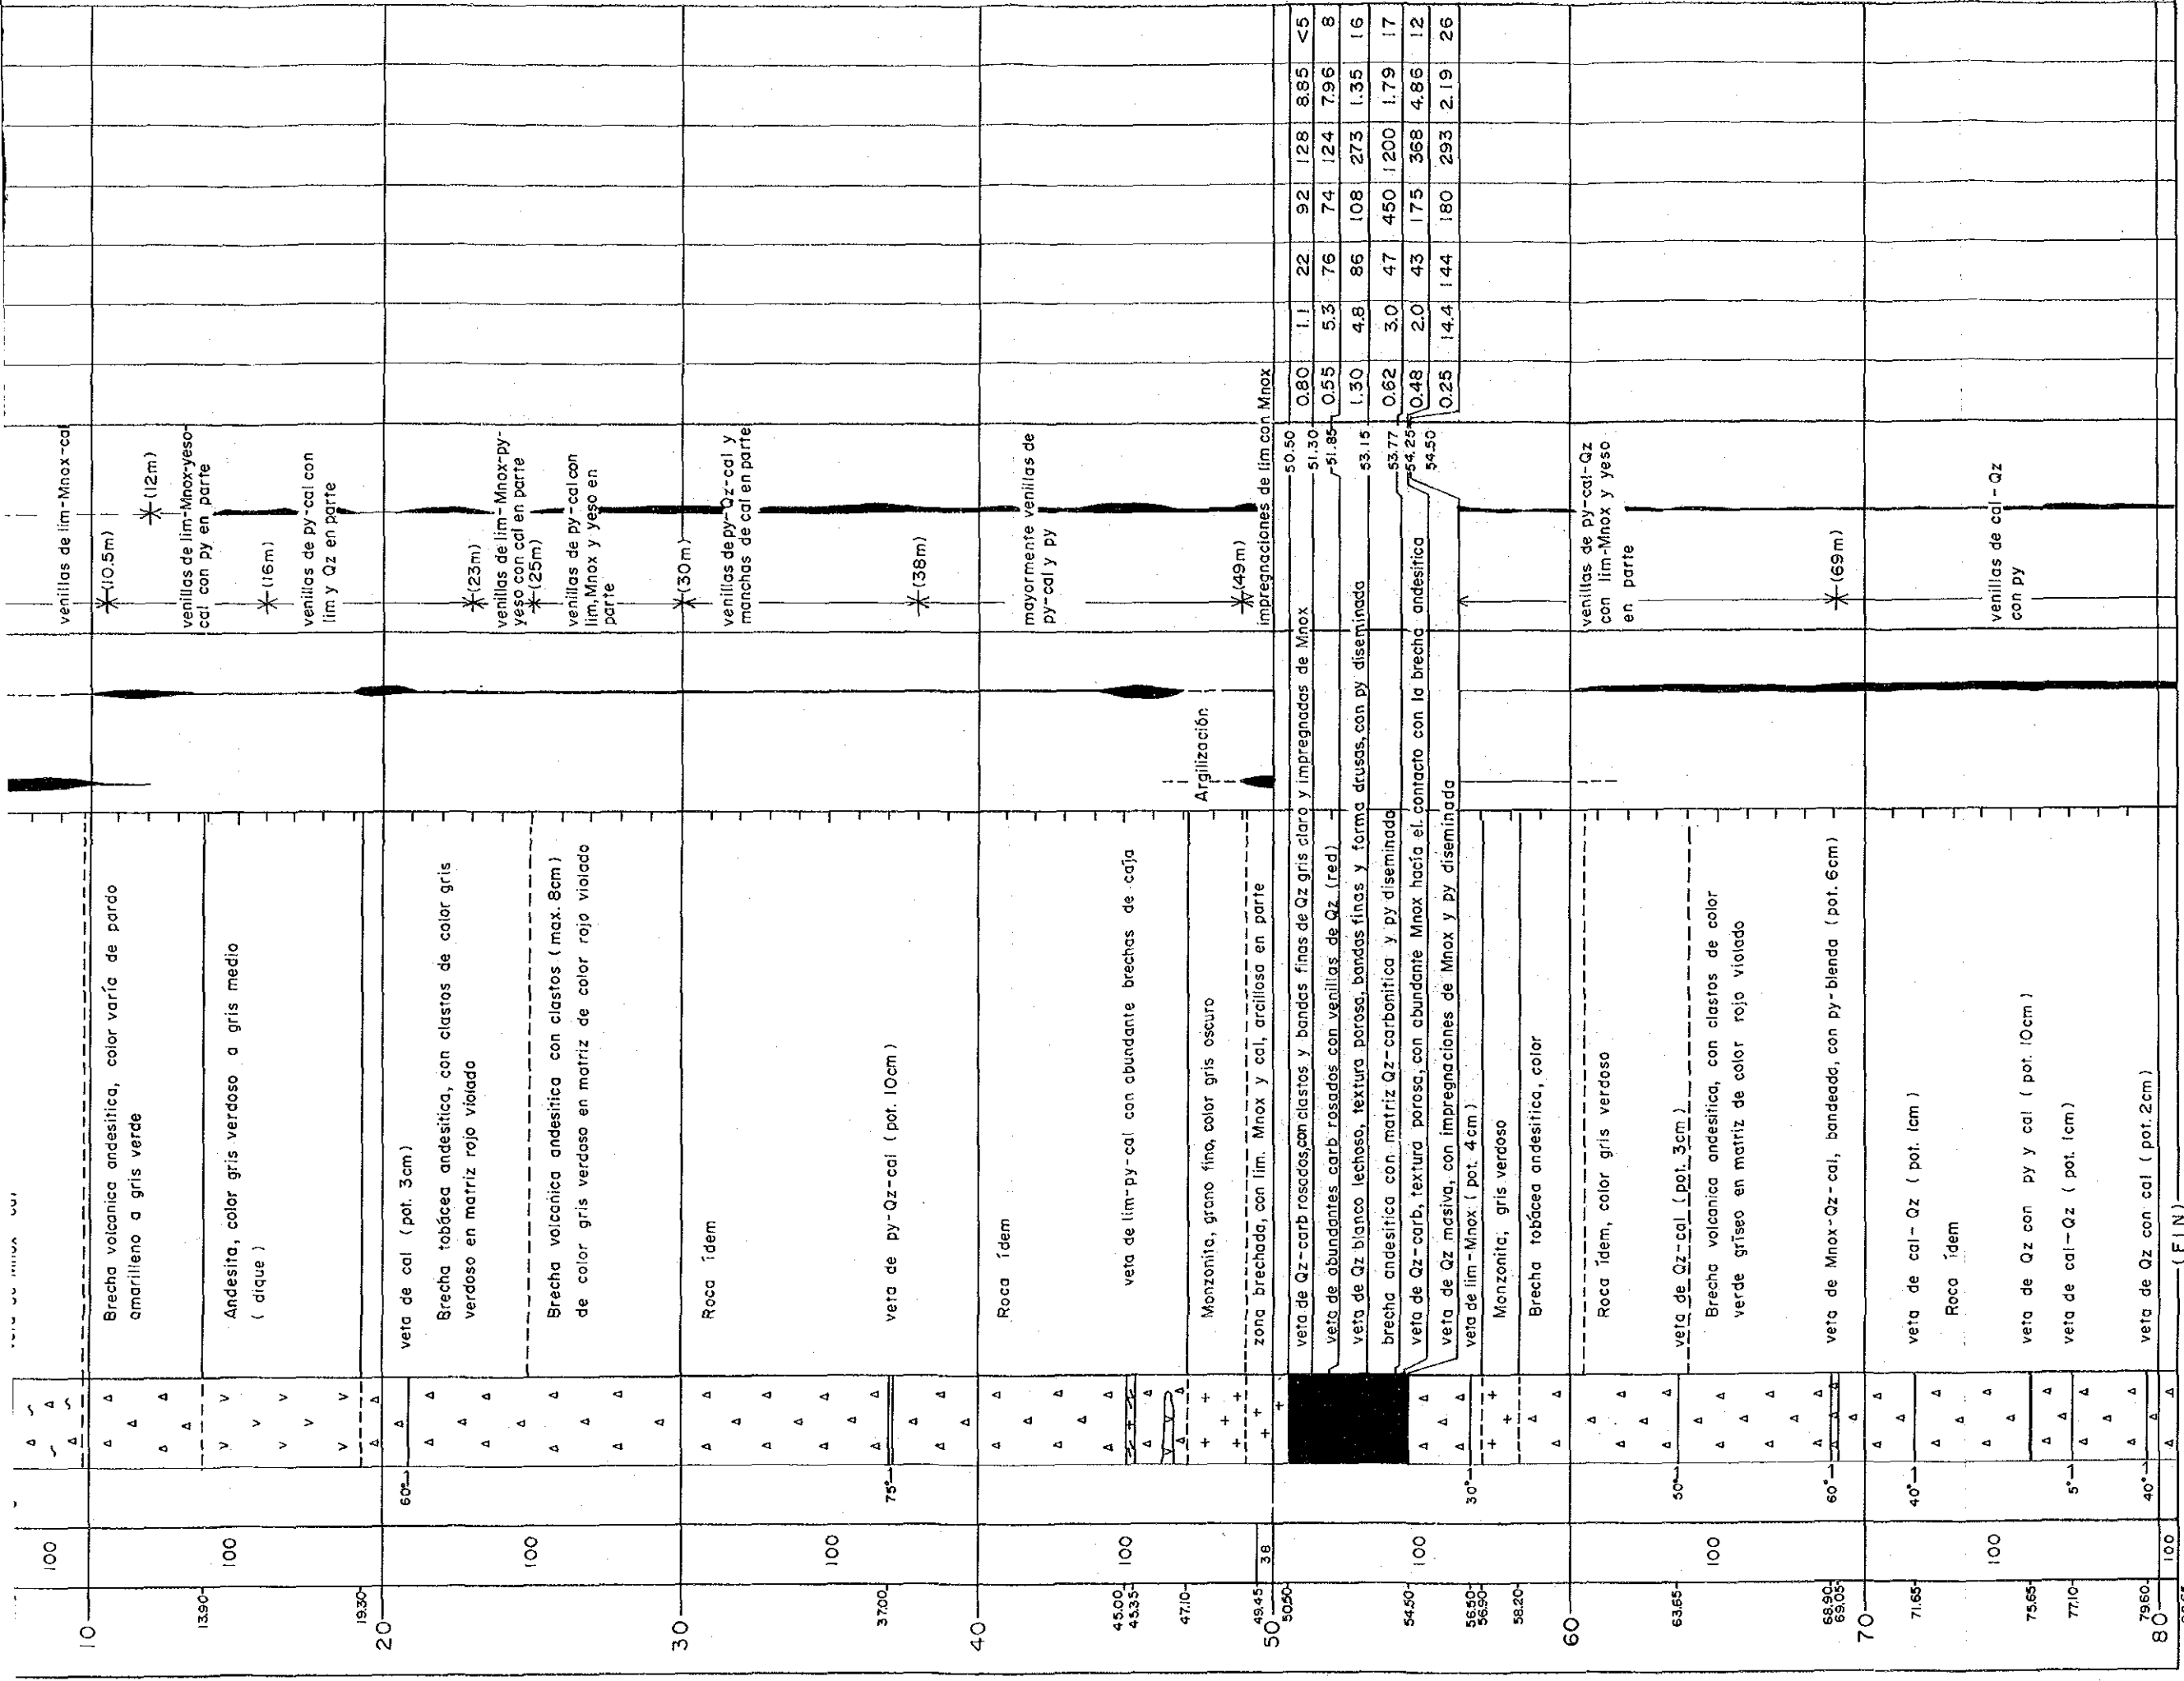 100
10
Brecha volcanica andesitica, color varía de pardo
amarilleno a gris verde
venillas de lim-Mnox-cal
(10.5m)
(12m)
13.90
100
Andesita, color gris verdoso a gris medio
( dique )
venillas de lim-Mnox-yeso-
cal con py en parte
(16m)
venillas de py-cal con
lim y Qz en parte
19.30
20
60°
veta de cal (pot. 3cm)
Brecha tobácea andesitica, con clastos de color gris
verdoso en matriz rojo violado
(23m)
venillas de lim-Mnox-py-
yeso con cal en parte
(25m)
100
Brecha volcanica andesitica con clastos (max. 8cm)
de color gris verdoso en matriz de color rojo violado
venillas de py-cal con
lim, Mnox y yeso en
parte
30
(30m)
Roca ídem
venillas de py-Qz-cal y
manchas de cal en parte
100
37.00
75°
veta de py-Qz-cal (pot. 10cm)
(38m)
40
Roca ídem
mayormente venillas de
py-cal y py
100
45.00
45.35
veta de lim-py-cal con abundante brechas de caja
47.10
Monzonita, grano fino, color gris oscuro
Argilización
(49m)
49.45
38
zona brechada, con lim. Mnox y cal, arcillosa en parte
impregnaciones de lim con Mnox
50
50.50
veta de Qz-carb rosados,con clastos y bandas finas de Qz gris claro y impregnadas de Mnox
50.50
0.80 1.1 22 92 128 8.85 <5
51.30
veta de abundantes carb rosados con venillas de Qz (red)
51.85
0.55 5.3 76 74 124 7.96 8
veta de Qz blanco lechoso, textura porosa, bandas finas y forma drusas, con py diseminada
53.15
1.30 4.8 86 108 273 1.35 16
brecha andesitica con matriz Qz-carbonitica y py diseminada
53.77
0.62 3.0 47 450 1200 1.79 17
veta de Qz-carb, textura porosa, con abundante Mnox hacía el contacto con la brecha andesitica
54.25
0.48 2.0 43 175 368 4.86 12
veta de Qz masiva, con impregnaciones de Mnox y py diseminada
54.50
0.25 14.4 144 180 293 2.19 26
54.50
100
30°
56.50
veta de lim-Mnox (pot. 4cm)
56.90
Monzonita, gris verdoso
58.20
Brecha tobácea andesitica, color
60
Roca ídem, color gris verdoso
venillas de py-cal-Qz
con lim-Mnox y yeso
en parte
63.65
50°
veta de Qz-cal (pot. 3cm)
100
Brecha volcanica andesitica, con clastos de color
verde griseo en matriz de color rojo violado
68.90
69.05
60°
veta de Mnox-Qz-cal, bandeada, con py-blenda (pot. 6cm)
(69m)
70
71.65
40°
veta de cal-Qz (pot. 1cm)
Roca ídem
100
venillas de cal-Qz
con py
75.65
veta de Qz con py y cal (pot. 10cm)
77.10
5°
veta de cal-Qz (pot. 1cm)
79.60
40°
veta de Qz con cal (pot. 2cm)
80
100
(FIN)